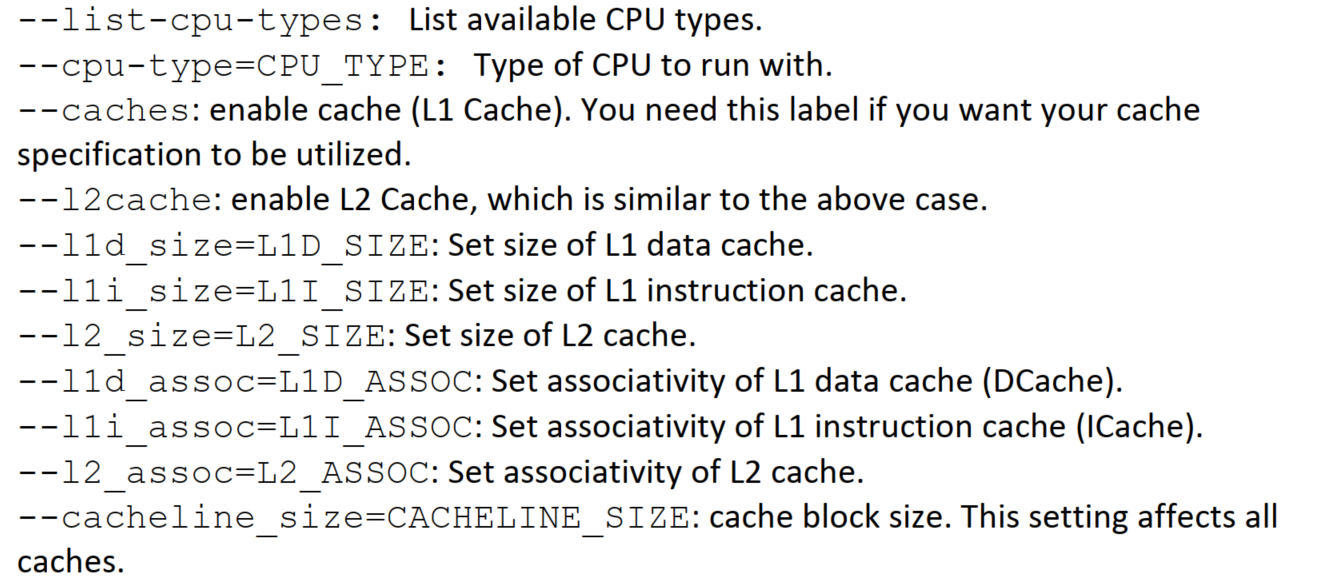 --list-cpu-types: List available CPU types.
--cpu-type=CPU_TYPE: Type of CPU to run with.
--caches: enable cache (L1 Cache). You need this label if you want your cache
specification to be utilized.
--l2cache: enable L2 Cache, which is similar to the above case.
--l1d_size=L1D_SIZE: Set size of L1 data cache.
--l1i_size=L1I_SIZE: Set size of L1 instruction cache.
--l2_size=L2_SIZE: Set size of L2 cache.
--l1d_assoc=L1D_ASSOC: Set associativity of L1 data cache (DCache).
--l1i_assoc=L1I_ASSOC: Set associativity of L1 instruction cache (ICache).
--l2_assoc=L2_ASSOC: Set associativity of L2 cache.
--cacheline_size=CACHELINE_SIZE: cache block size. This setting affects all
caches.